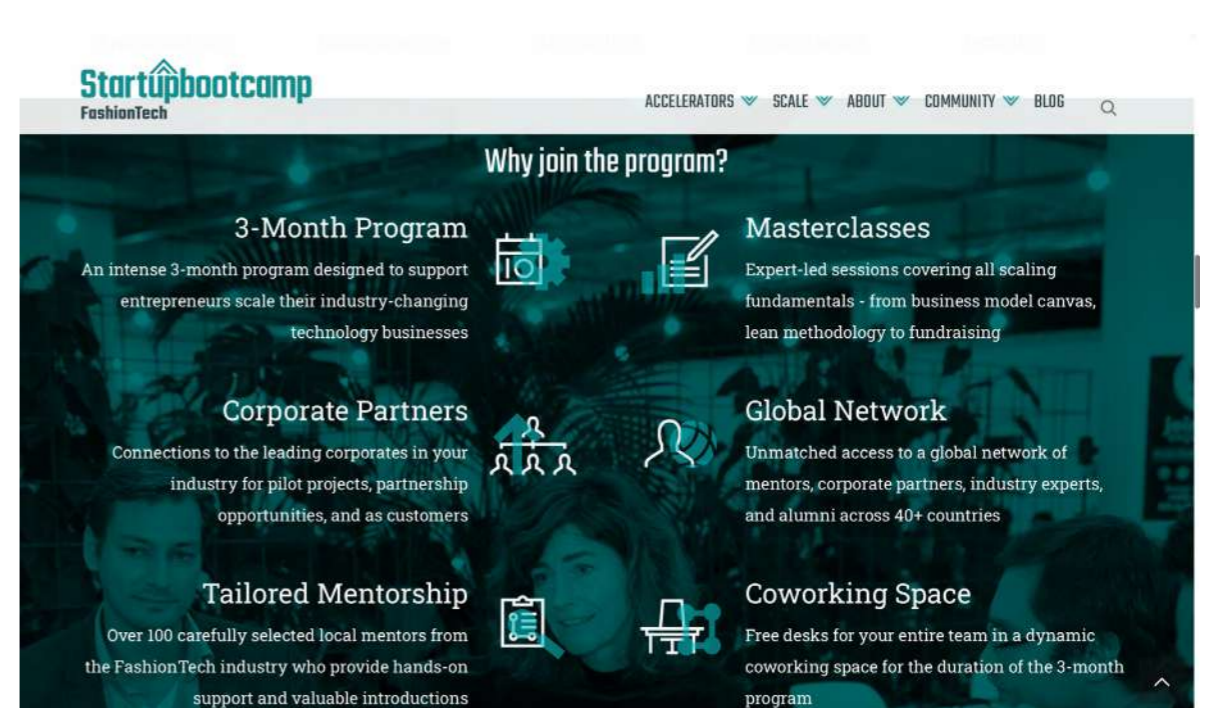 Startupbootcamp
FashionTech
ACCELERATORS SCALE ABOUT COMMUNITY BLOG
Why join the program?
3-Month Program
An intense 3-month program designed to support
entrepreneurs scale their industry-changing
technology businesses
Masterclasses
Expert-led sessions covering all scaling
fundamentals - from business model canvas,
lean methodology to fundraising
Corporate Partners
Connections to the leading corporates in your
industry for pilot projects, partnership
opportunities, and as customers
Global Network
Unmatched access to a global network of
mentors, corporate partners, industry experts,
and alumni across 40+ countries
Tailored Mentorship
Over 100 carefully selected local mentors from
the FashionTech industry who provide hands-on
support and valuable introductions
Coworking Space
Free desks for your entire team in a dynamic
coworking space for the duration of the 3-month
program